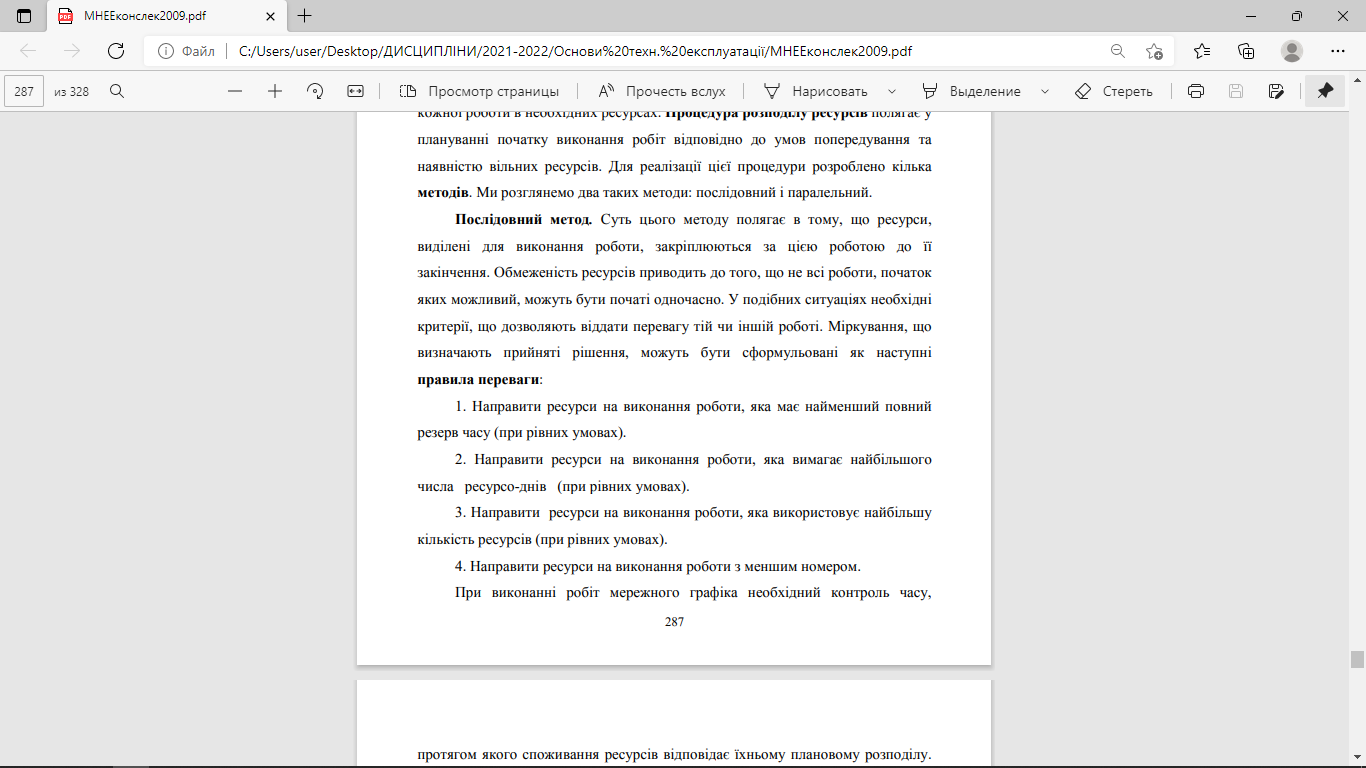 МНЕЕконслек2009.pdf
Файл C:/Users/user/Desktop/ДИСЦИПЛІНИ/2021-2022/Основи%20техн.%20експлуатації/МНЕЕконслек2009.pdf
287 из 328 Просмотр страницы Прочесть вслух Нарисовать Выделение Стереть
кожної роботи в необхідних ресурсах. Процедура розподілу ресурсів полягає у
плануванні початку виконання робіт відповідно до умов попередування та
наявністю вільних ресурсів. Для реалізації цієї процедури розроблено кілька
методів. Ми розглянемо два таких методи: послідовний і паралельний.
Послідовний метод. Суть цього методу полягає в тому, що ресурси,
виділені для виконання роботи, закріплюються за цією роботою до її
закінчення. Обмеженість ресурсів приводить до того, що не всі роботи, початок
яких можливий, можуть бути початі одночасно. У подібних ситуаціях необхідні
критерії, що дозволяють віддати перевагу тій чи іншій роботі. Міркування, що
визначають прийняті рішення, можуть бути сформульовані як наступні
правила переваги:
1. Направити ресурси на виконання роботи, яка має найменший повний
резерв часу (при рівних умовах).
2. Направити ресурси на виконання роботи, яка вимагає найбільшого
числа ресурсо-днів (при рівних умовах).
3. Направити ресурси на виконання роботи, яка використовує найбільшу
кількість ресурсів (при рівних умовах).
4. Направити ресурси на виконання роботи з меншим номером.
При виконанні робіт мережного графіка необхідний контроль часу,
287
протягом якого споживання ресурсів відповідає їхньому плановому розподілу.